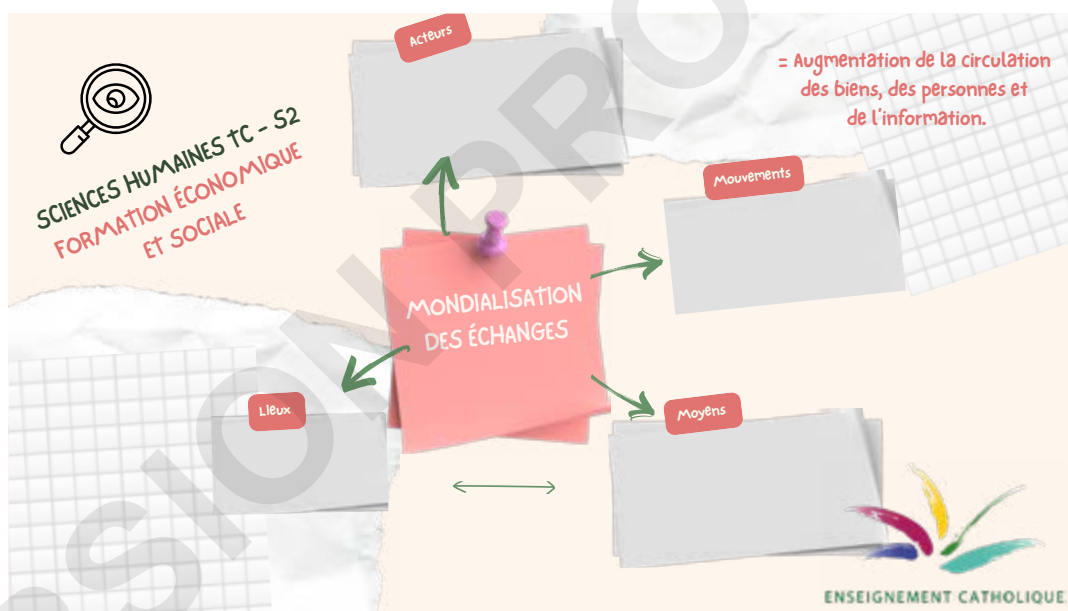 Acteurs
= Augmentation de la circulation
des biens, des personnes et
de l'information.
SCIENCES HUMAINES TC - S2
FORMATION ÉCONOMIQUE
ET SOCIALE
Mouvements
MONDIALISATION
DES ÉCHANGES
Lieux
Moyens
ENSEIGNEMENT CATHOLIQUE